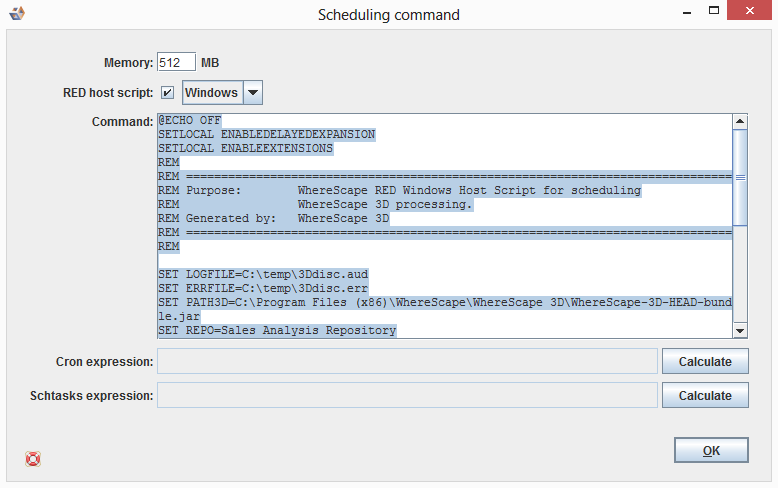 Scheduling command
Memory: 512 MB
RED host script: Windows
Command: @ECHO OFF
SETLOCAL ENABLEDELAYEDEXPANSION
SETLOCAL ENABLEEXTENSIONS
REM
REM ==============================================================================
REM Purpose: WhereScape RED Windows Host Script for scheduling
REM WhereScape 3D processing.
REM Generated by: WhereScape 3D
REM ==============================================================================
REM
SET LOGFILE=C:\temp\3Ddisc.aud
SET ERRFILE=C:\temp\3Ddisc.err
SET PATH3D=C:\Program Files (x86)\WhereScape\WhereScape 3D\WhereScape-3D-HEAD-bund
le.jar
SET REPO=Sales Analysis Repository
Cron expression: Calculate
Schtasks expression: Calculate
OK